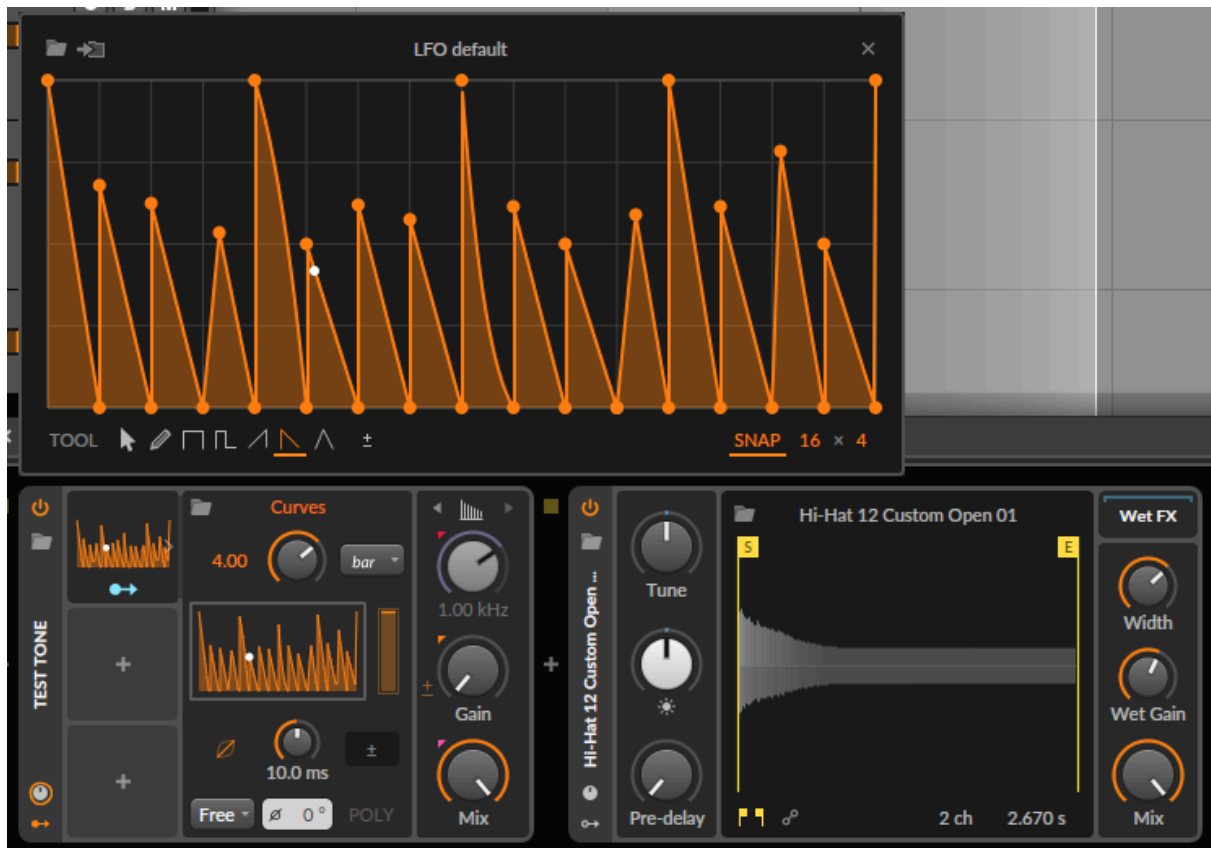 LFO default
TOOL
±
SNAP 16 × 4
TEST TONE
Curves
4.00
bar
10.0 ms
±
Free
ø 0 °
POLY
1.00 kHz
±
Gain
Mix
Hi-Hat 12 Custom Open ...
Tune
Pre-delay
Hi-Hat 12 Custom Open 01
S
E
2 ch
2.670 s
Wet FX
Width
Wet Gain
Mix